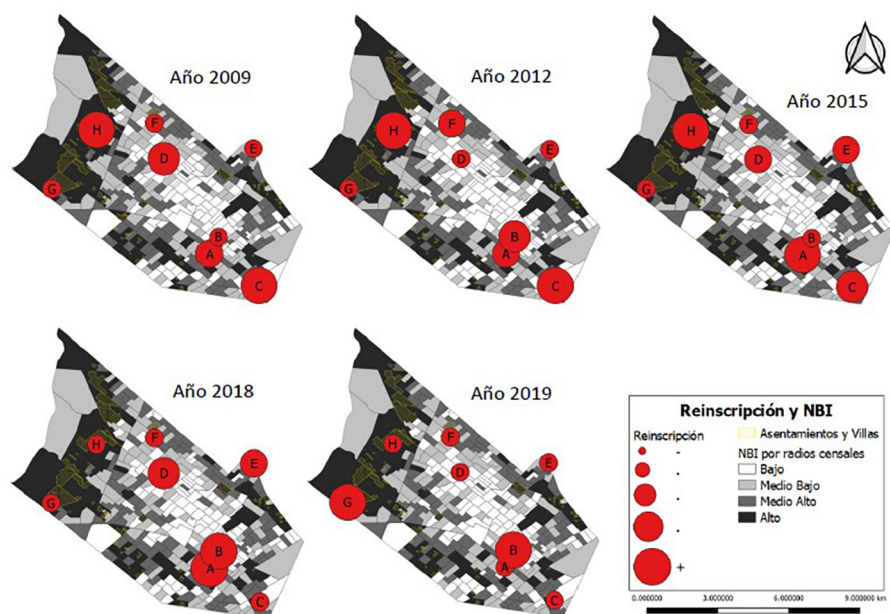 Año 2009
Año 2012
Año 2015
H
F
D
E
G
B
A
C
H
F
D
E
G
B
A
C
H
F
D
E
G
B
A
C
Año 2018
Año 2019
H
F
D
E
G
B
A
C
H
F
D
E
G
B
A
C
Reinscripción y NBI
Reinscripción
-
.
.
.
+
Asentamientos y Villas
NBI por radios censales
Bajo
Medio Bajo
Medio Alto
Alto
0.000000 3.000000 6.000000 9.000000 km